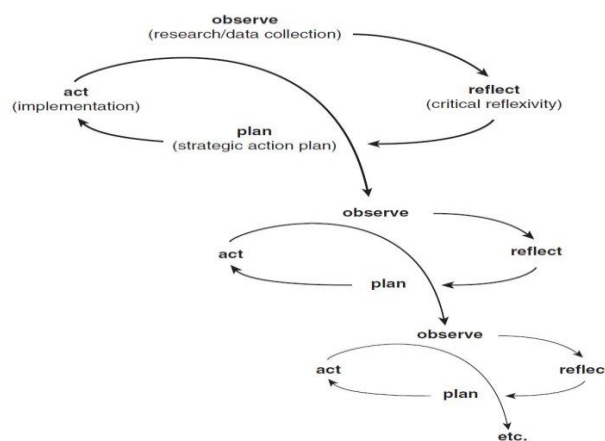 observe
(research/data collection)
act
(implementation)
reflect
(critical reflexivity)
plan
(strategic action plan)
observe
act
reflect
plan
observe
act
reflec
plan
etc.